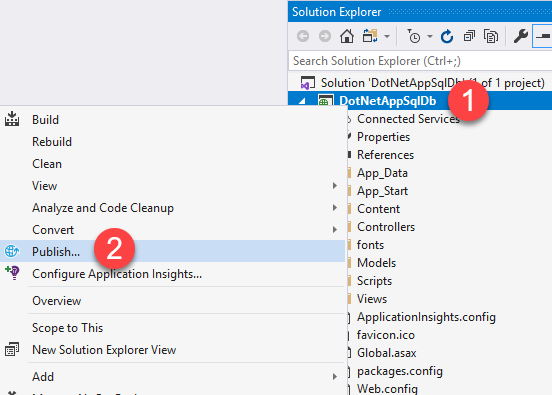 Solution Explorer
Search Solution Explorer (Ctrl+;)
Solution 'DotNetAppSqlDb' (1 of 1 project)
DotNetAppSqlDb
1
Connected Services
Properties
References
App_Data
App_Start
Content
Controllers
fonts
Models
Scripts
Views
ApplicationInsights.config
favicon.ico
Global.asax
packages.config
Web.config
Build
Rebuild
Clean
View
Analyze and Code Cleanup
Convert
Publish...
2
Configure Application Insights...
Overview
Scope to This
New Solution Explorer View
Add